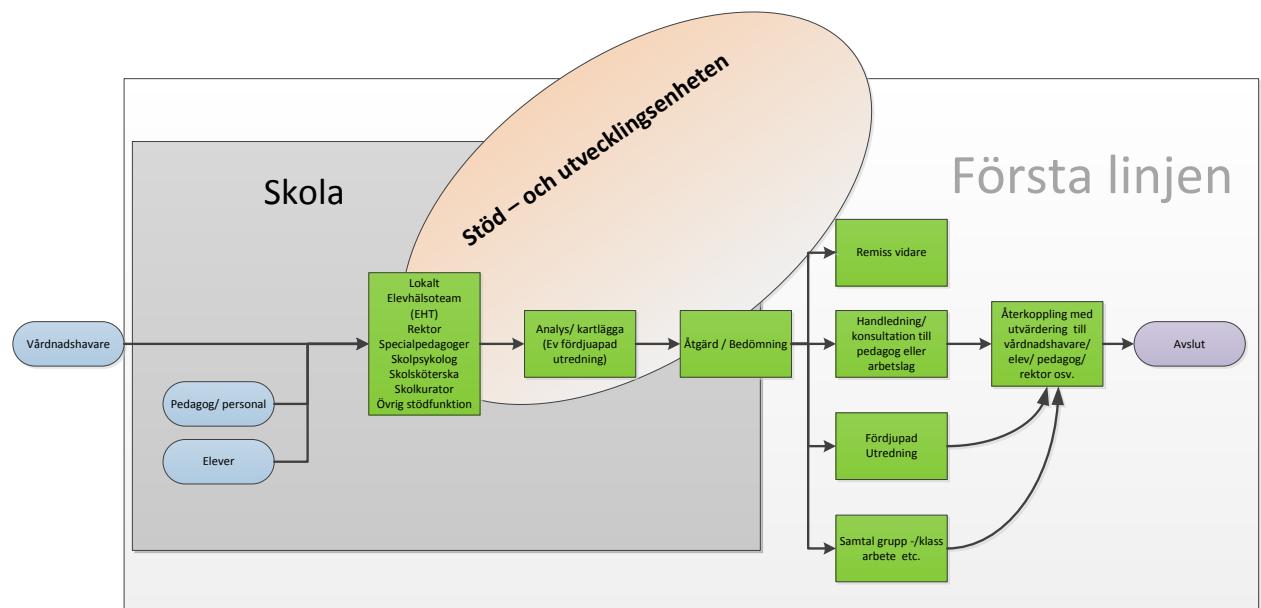 Stöd – och utvecklingsenheten
Skola
Första linjen
Vårdnadshavare
Pedagog/ personal
Elever
Lokalt
Elevhälsoteam
(EHT)
Rektor
Specialpedagoger
Skolpsykolog
Skolsköterska
Skolkurator
Övrig stödfunktion
Analys/ kartlägga
(Ev fördjuapad
utredning)
Åtgärd / Bedömning
Remiss vidare
Handledning/
konsultation till
pedagog eller
arbetslag
Fördjupad
Utredning
Samtal grupp -/klass
arbete  etc.
Återkoppling med
utvärdering  till
vårdnadshavare/
elev/ pedagog/
rektor osv.
Avslut